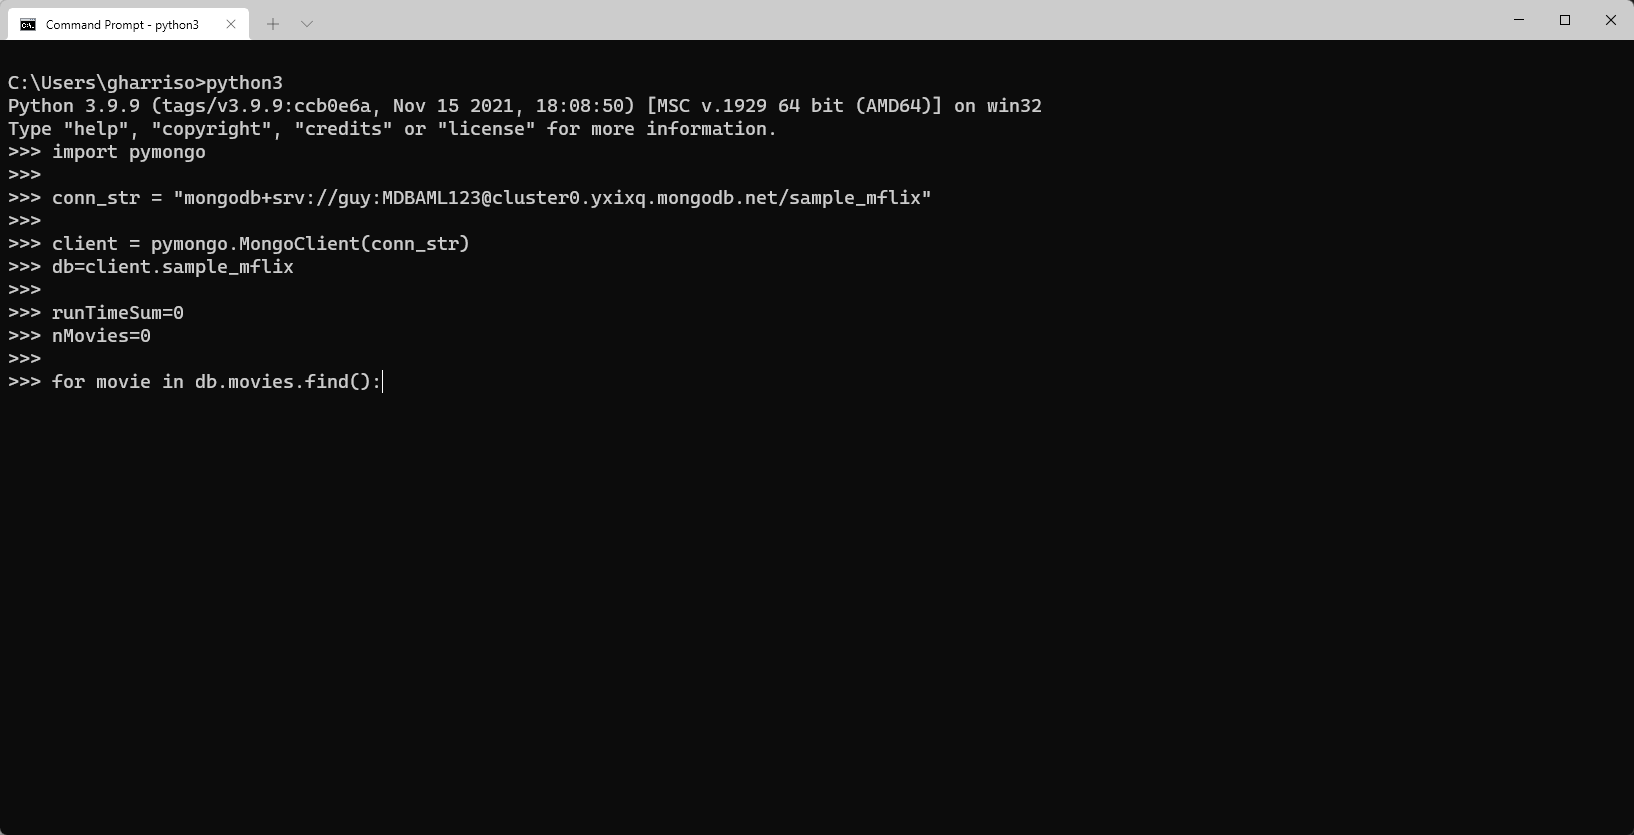 Command Prompt - python3
C:\Users\gharriso>python3
Python 3.9.9 (tags/v3.9.9:ccb0e6a, Nov 15 2021, 18:08:50) [MSC v.1929 64 bit (AMD64)] on win32
Type "help", "copyright", "credits" or "license" for more information.
>>> import pymongo
>>>
>>> conn_str = "mongodb+srv://guy:MDBAML123@cluster0.yxixq.mongodb.net/sample_mflix"
>>>
>>> client = pymongo.MongoClient(conn_str)
>>> db=client.sample_mflix
>>>
>>> runTimeSum=0
>>> nMovies=0
>>>
>>> for movie in db.movies.find():